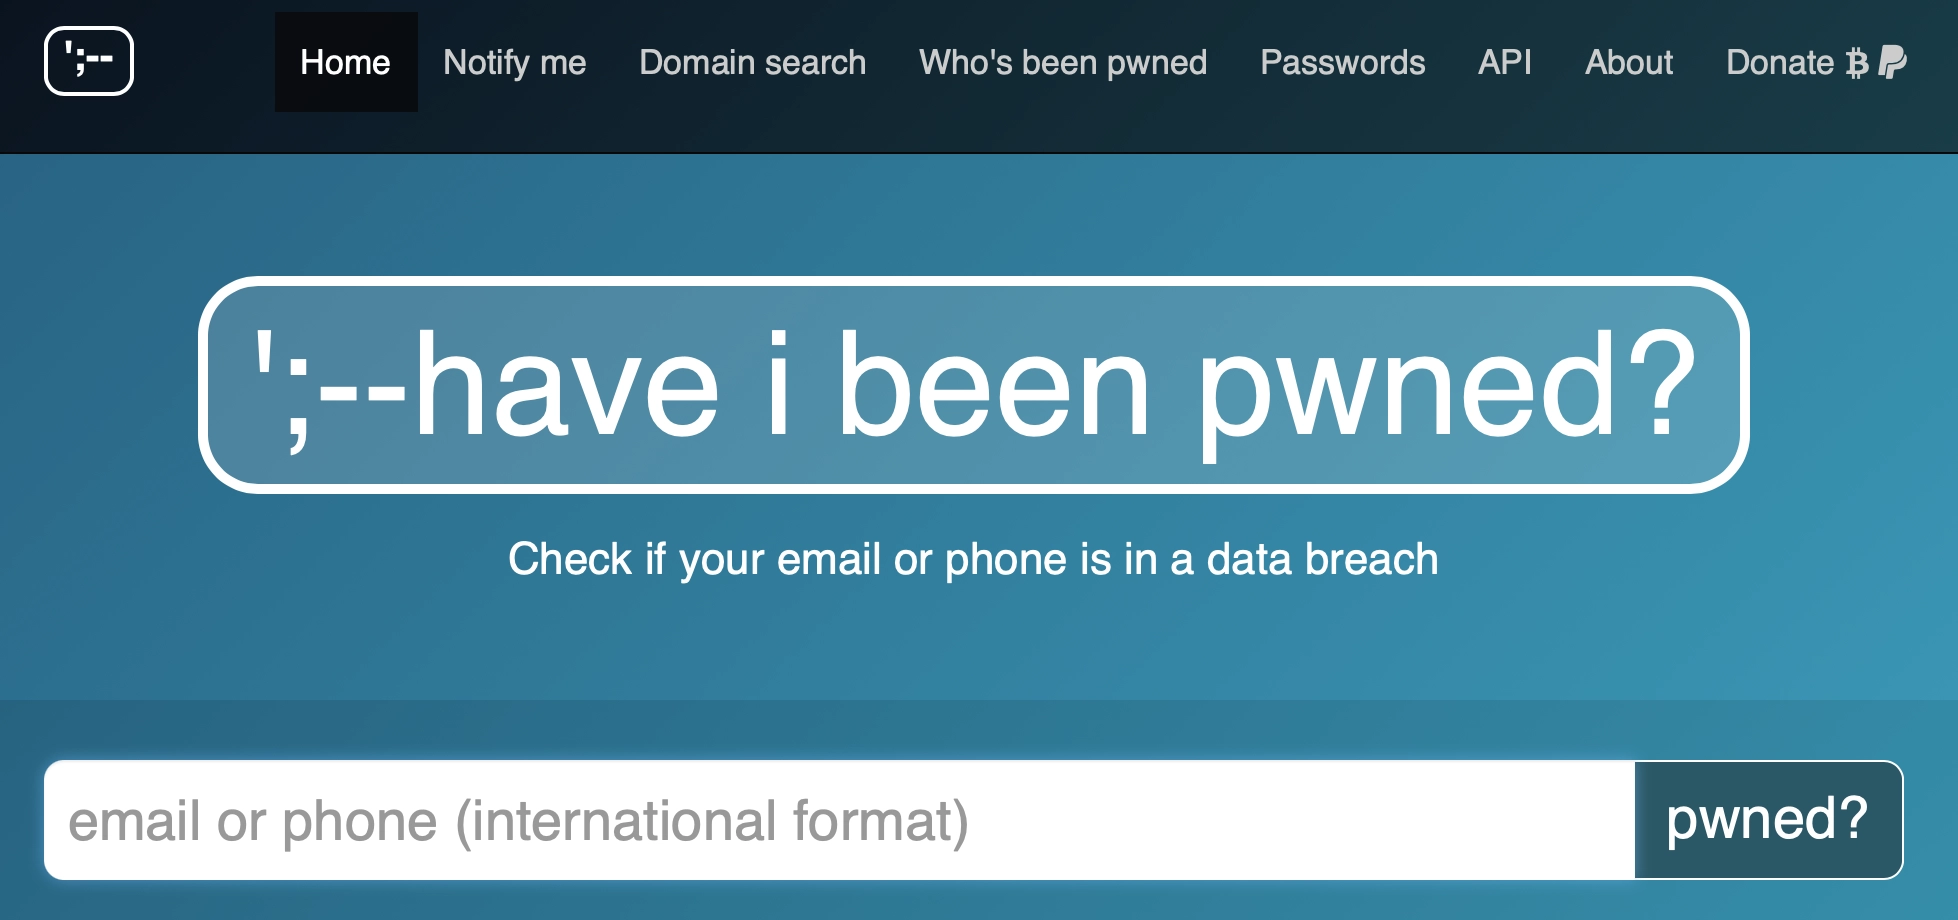 ';--
Home Notify me Domain search Who's been pwned Passwords API About Donate
';--have i been pwned?
Check if your email or phone is in a data breach
email or phone (international format) pwned?